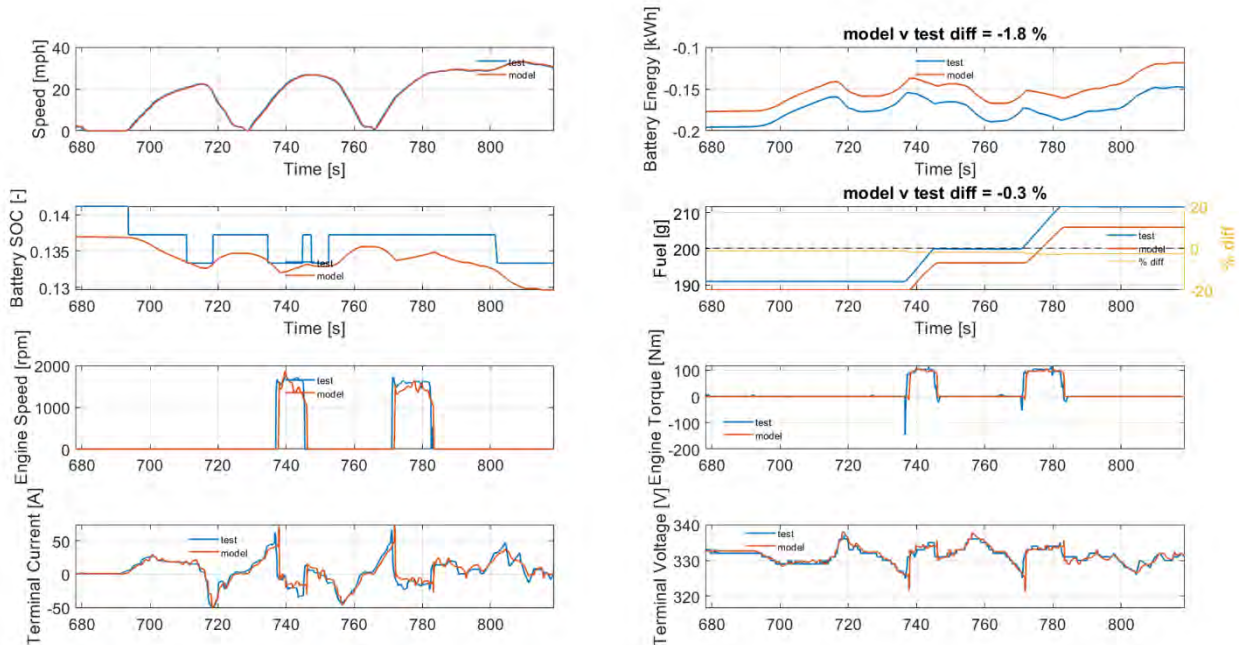 40
20
0
Speed [mph]
test
model
680 700 720 740 760 780 800
Time [s]
model v test diff = -1.8 %
-0.1
-0.15
-0.2
Battery Energy [kWh]
test
model
680 700 720 740 760 780 800
Time [s]
0.14
0.135
0.13
Battery SOC [-]
test
model
680 700 720 740 760 780 800
Time [s]
model v test diff = -0.3 %
210
200
190
Fuel [g]
test
model
% diff
20
0
-20
% diff
680 700 720 740 760 780 800
Time [s]
2000
1000
0
Engine Speed [rpm]
test
model
680 700 720 740 760 780 800
100
0
-100
-200
Engine Torque [Nm]
test
model
680 700 720 740 760 780 800
50
0
-50
Terminal Current [A]
test
model
680 700 720 740 760 780 800
340
330
320
Terminal Voltage [V]
test
model
680 700 720 740 760 780 800